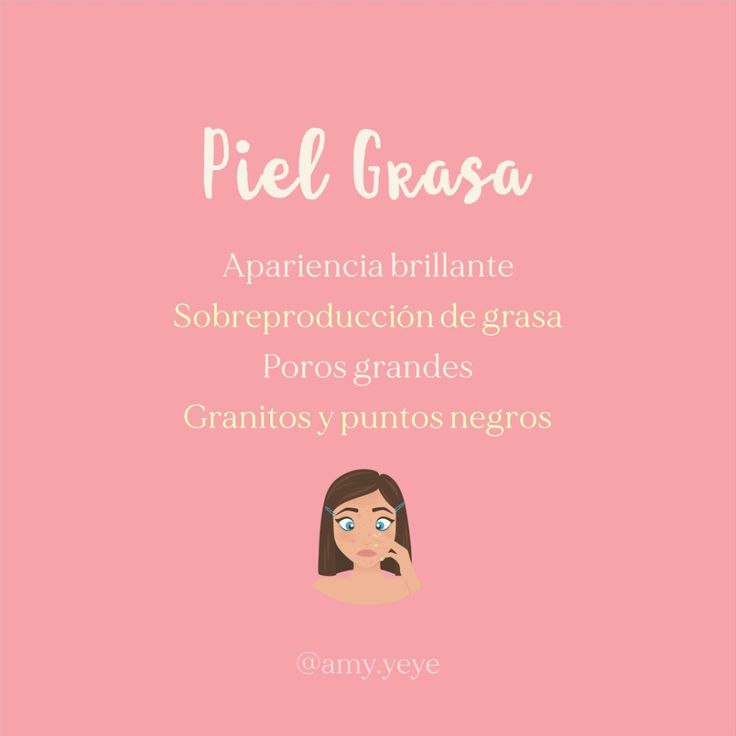 Piel Grasa
Apariencia brillante
Sobreproducción de grasa
Poros grandes
Granitos y puntos negros
@amy.yeye